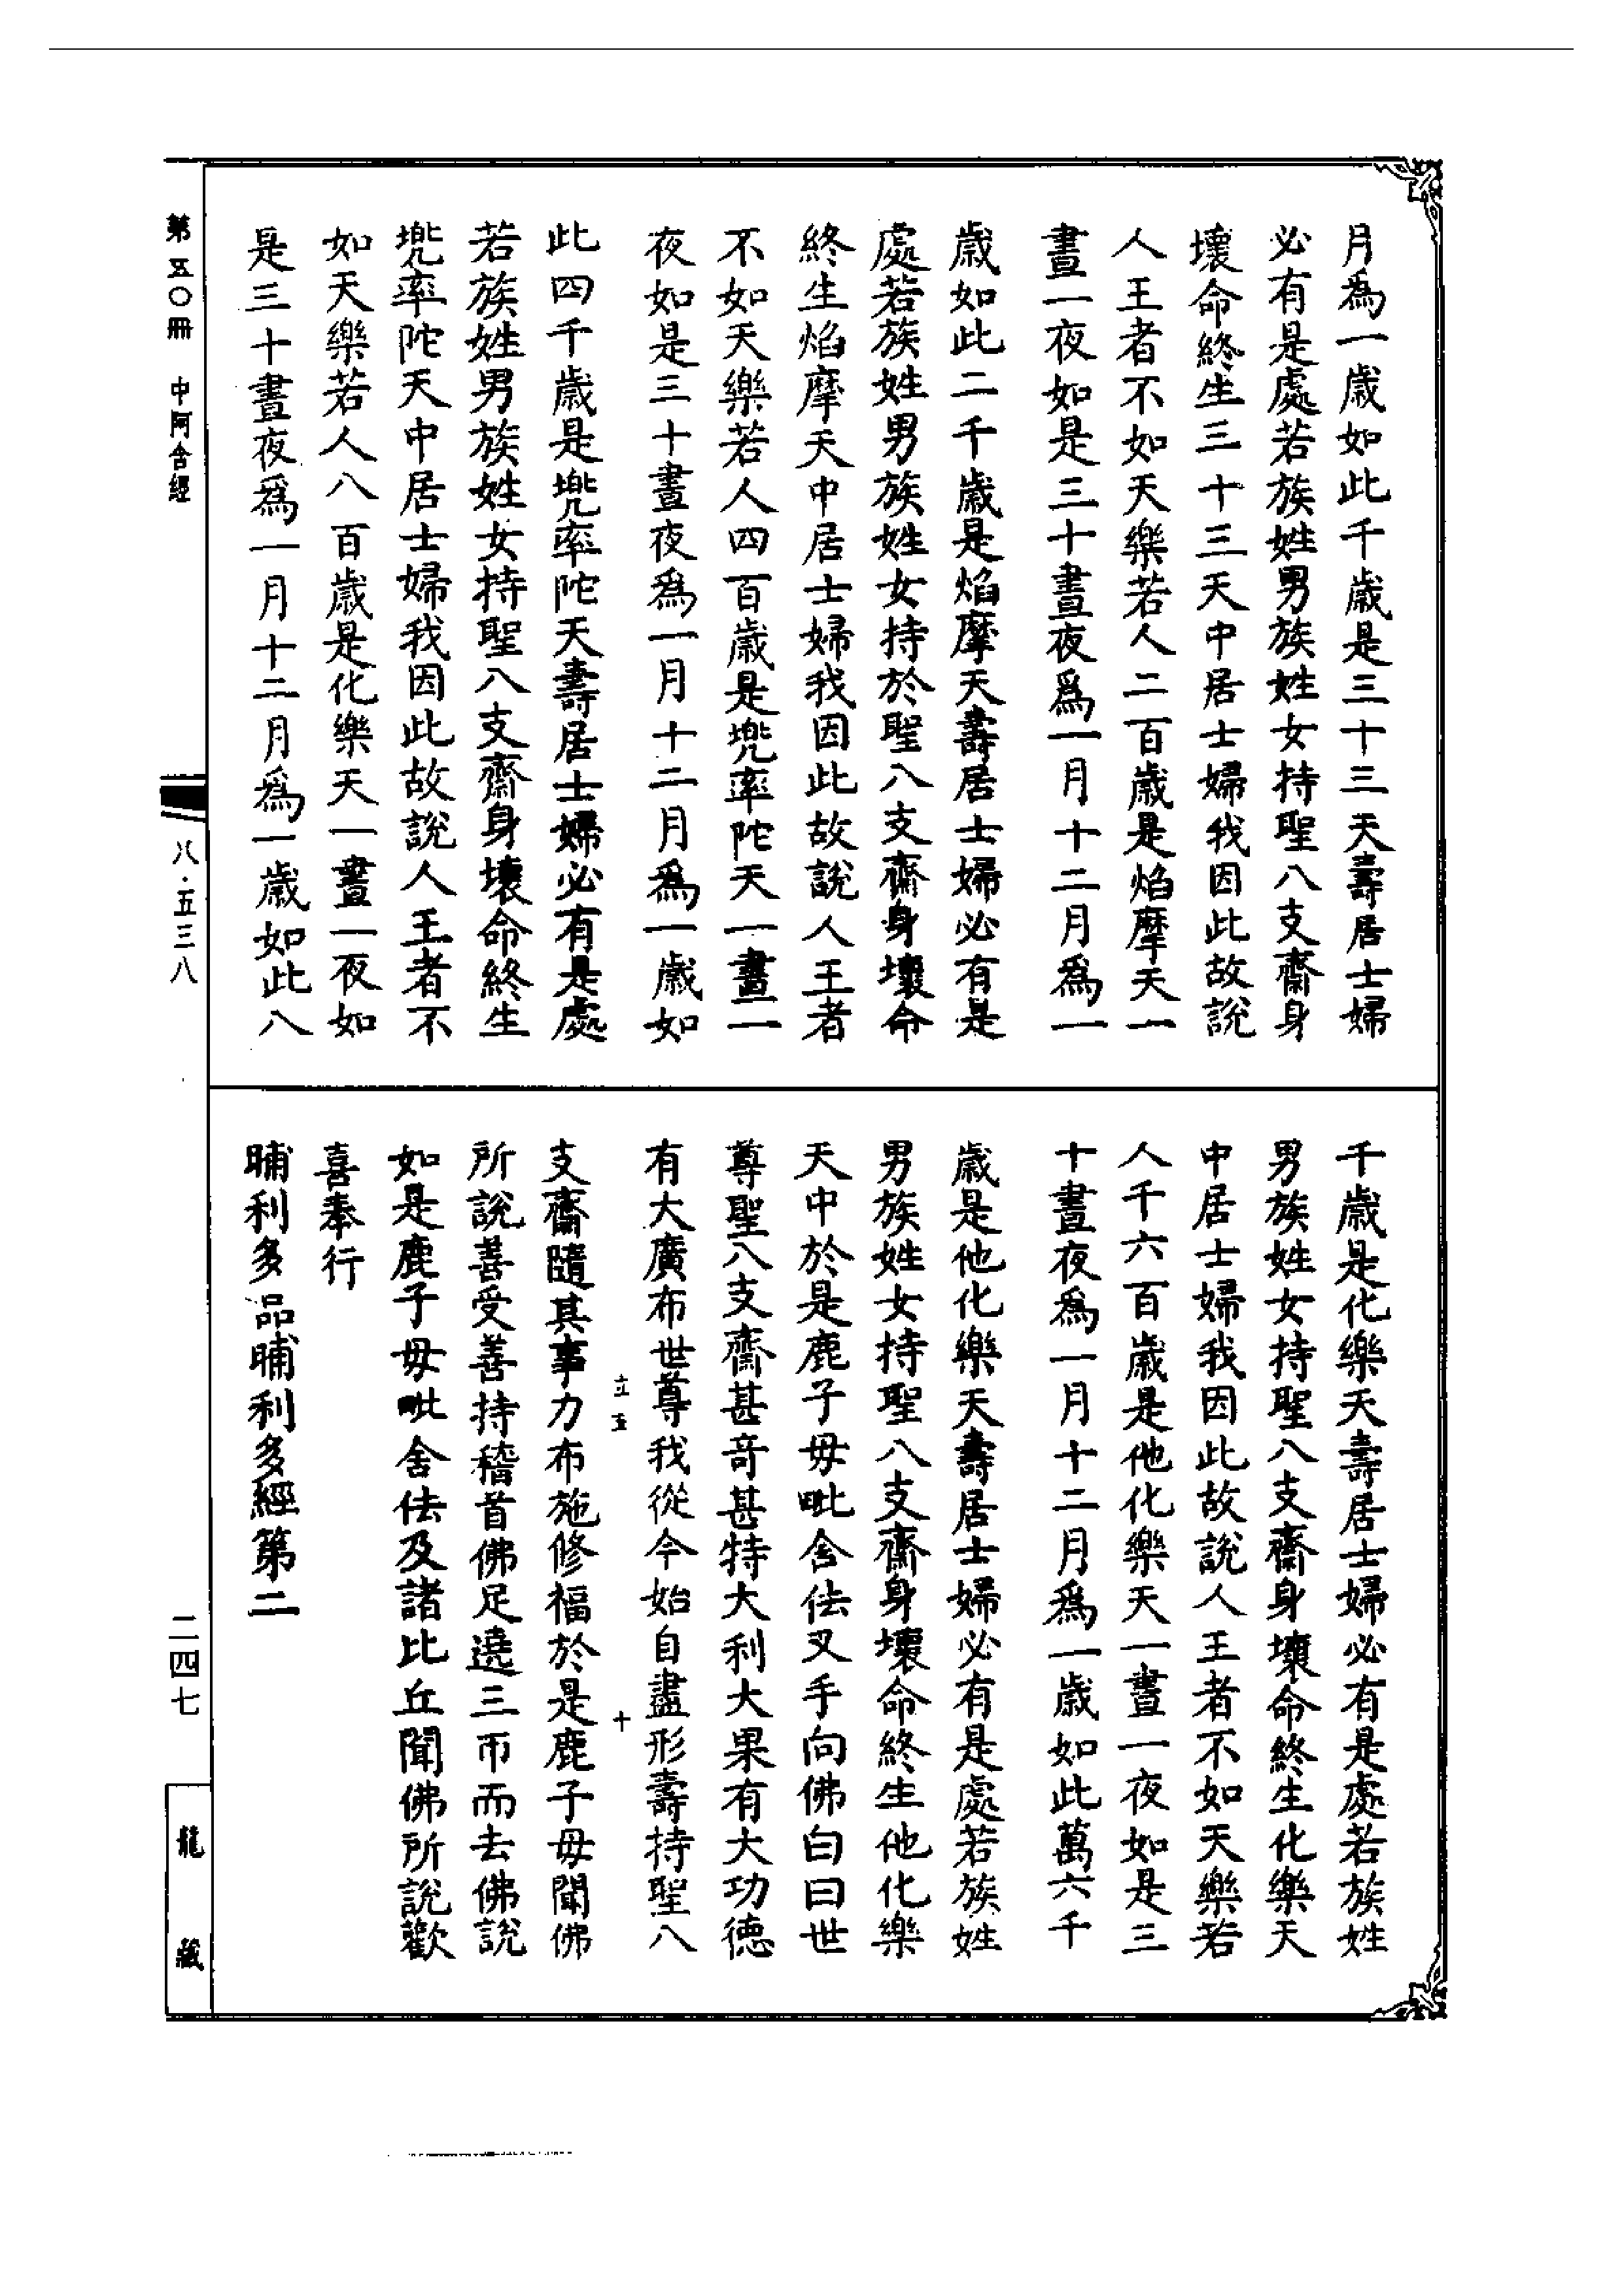 月為一歲如此千歲是三十三天壽居士婦
必有是處若族姓男族姓女持聖八支齋身
壞命終生三十三天中居士婦我因此故說
人王者不如天樂若人二百歲是焰摩天一
晝一夜如是三十晝夜為一月十二月為一
歲如此二千歲是焰摩天壽居士婦必有是
處若族姓男族姓女持於聖八支齋身壞命
終生焰摩天中居士婦我因此故說人王者
不如天樂若人四百歲是兠率陀天一晝一
夜如是三十晝夜為一月十二月為一歲如
此四千歲是兠率陀天壽居士婦必有是處
若族姓男族姓女持聖八支齋身壞命終生
兠率陀天中居士婦我因此故說人王者不
如天樂若人八百歲是化樂天一晝一夜如
是三十晝夜為一月十二月為一歲如此八
千歲是化樂天壽居士婦必有是處若族姓
男族姓女持聖八支齋身壞命終生化樂天
中居士婦我因此故說人王者不如天樂若
人千六百歲是他化樂天一晝一夜如是三
十晝夜為一月十二月為一歲如此萬六千
歲是他化樂天壽居士婦必有是處若族姓
男族姓女持聖八支齋身壞命終生他化樂
天中於是鹿子毋毗舍佉叉手向佛白曰世
尊聖八支齋甚奇甚特大利大果有大功德
有大廣布世尊我從今始自盡形壽持聖八
十
支齋隨其事力布施修福於是鹿子毋聞佛
所說善受善持稽首佛足遶三帀而去佛說
如是鹿子毋毗舍佉及諸比丘聞佛所說歡
喜奉行
晡利多品晡利多經第二
第五〇冊 中阿含經
八·五三八
二四七
龍藏